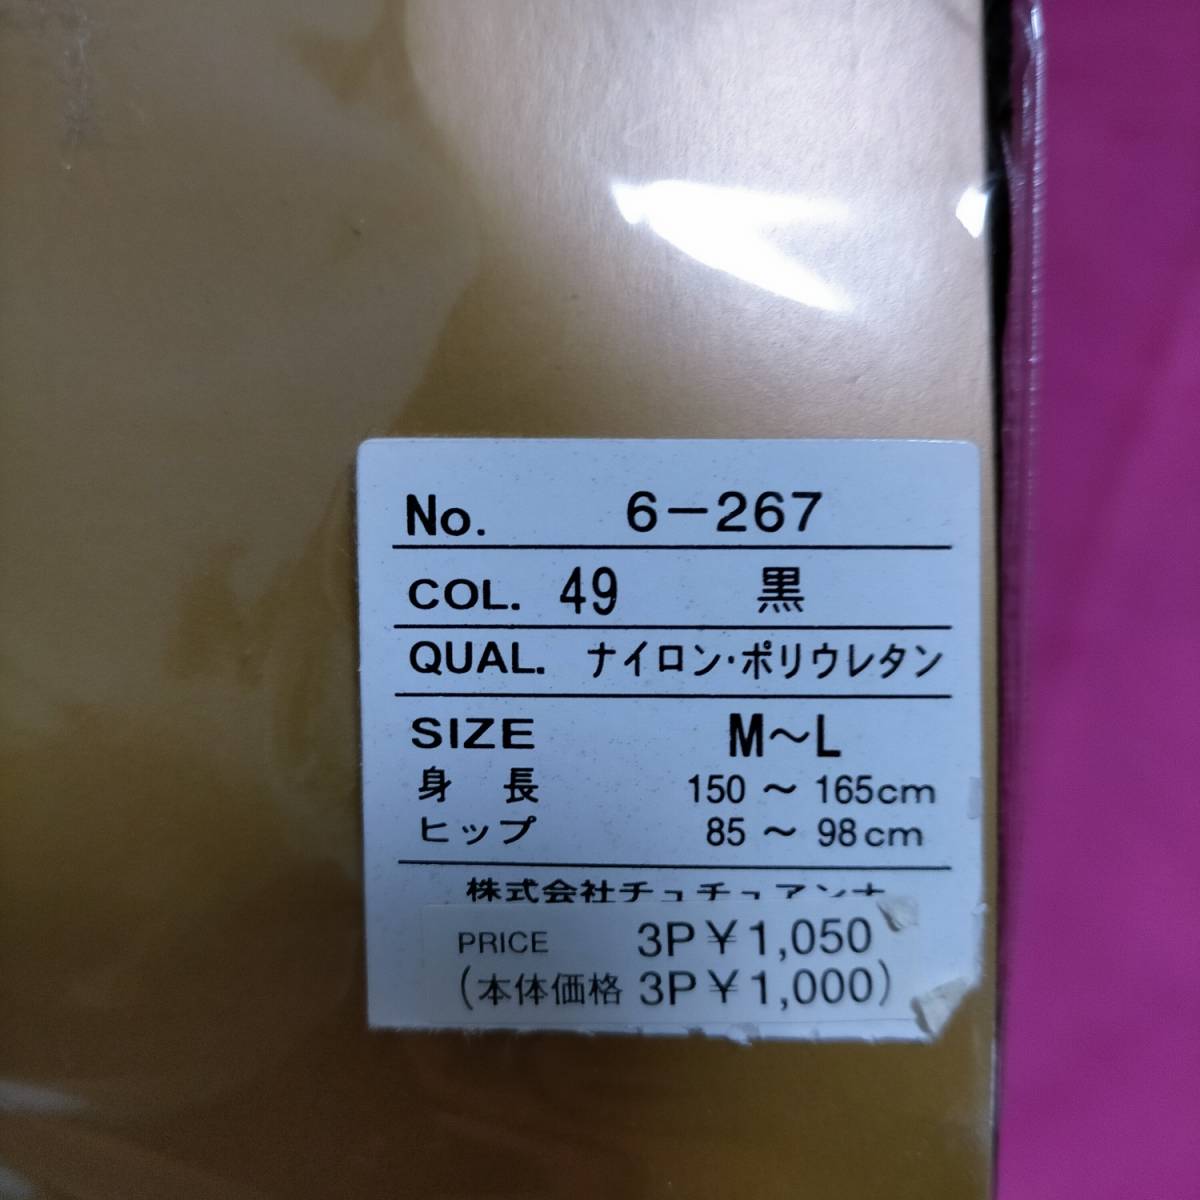 No. 6-267
COL. 49 黒
QUAL. ナイロン・ポリウレタン
SIZE M～L
身長 150 ～ 165cm
ヒップ 85 ～ 98cm
株式会社チュチュアンナ
PRICE 3P￥1,050
(本体価格 3P￥1,000)